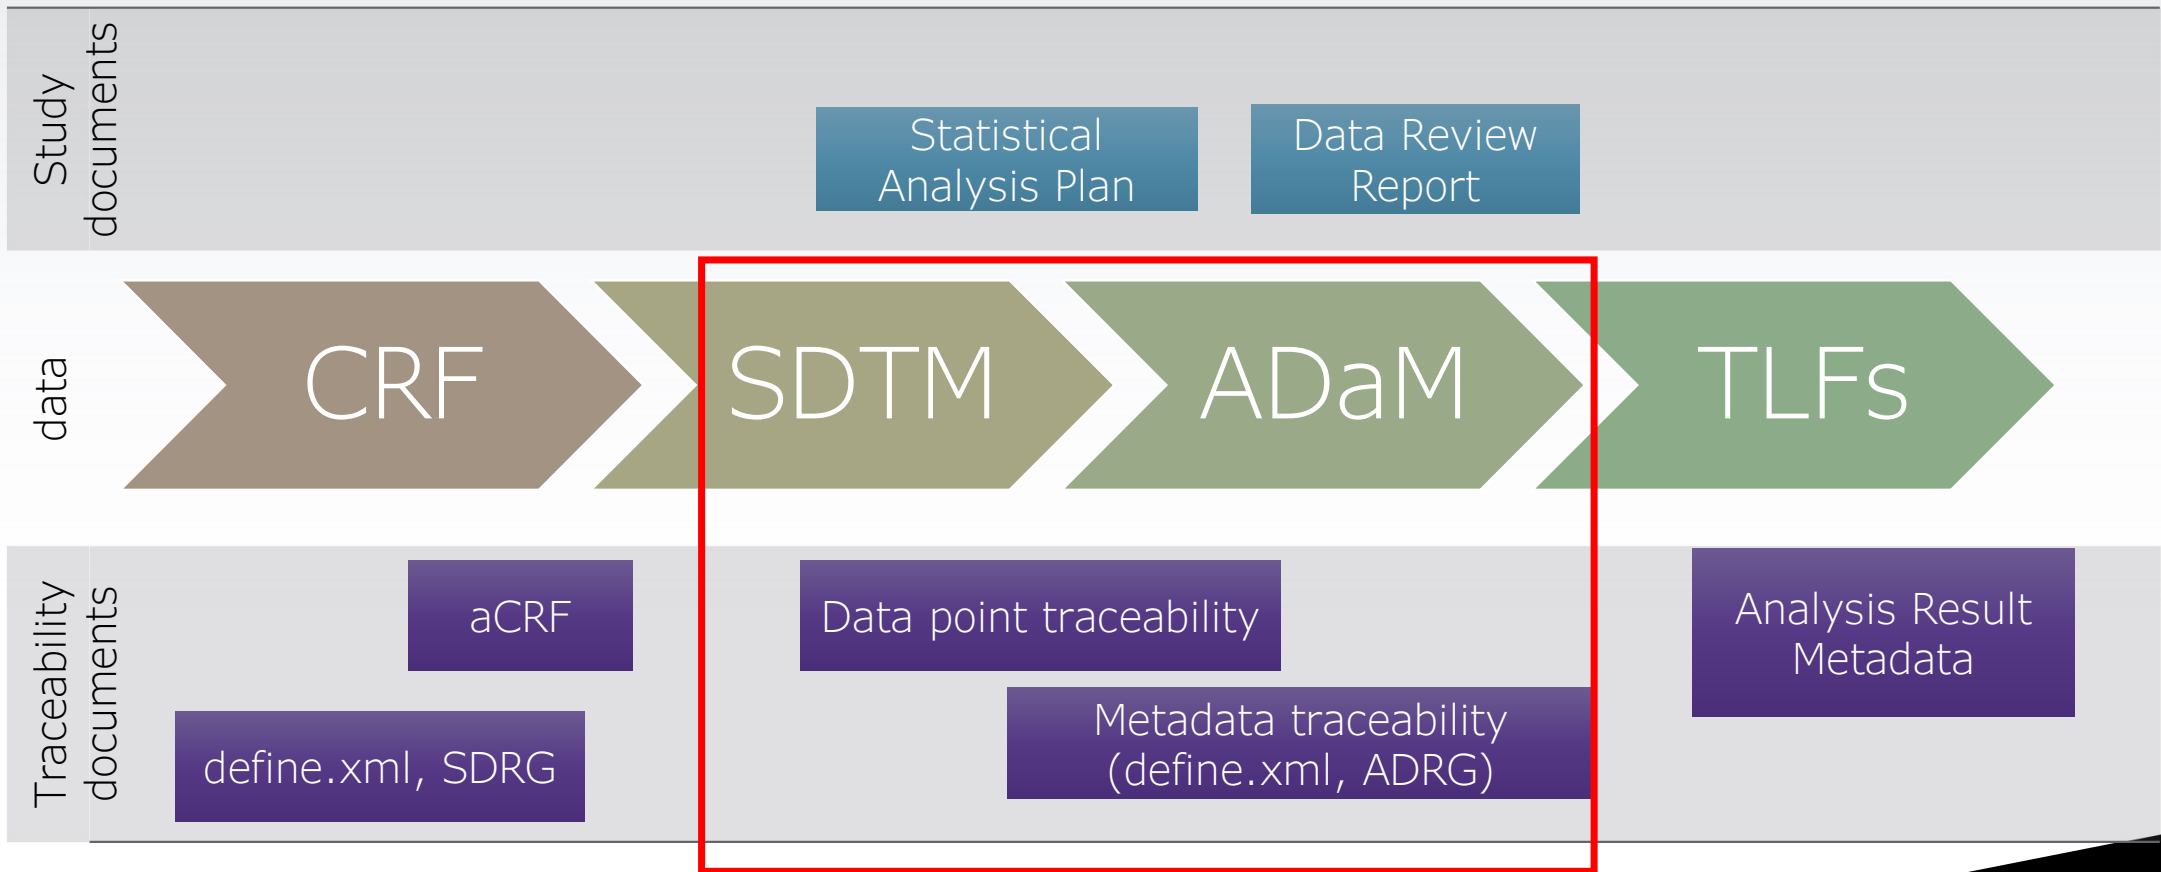 Study
documents
Statistical
Analysis Plan
Data Review
Report
data
CRF
SDTM
ADaM
TLFs
Traceability
documents
aCRF
define.xml, SDRG
Data point traceability
Metadata traceability
(define.xml, ADRG)
Analysis Result
Metadata